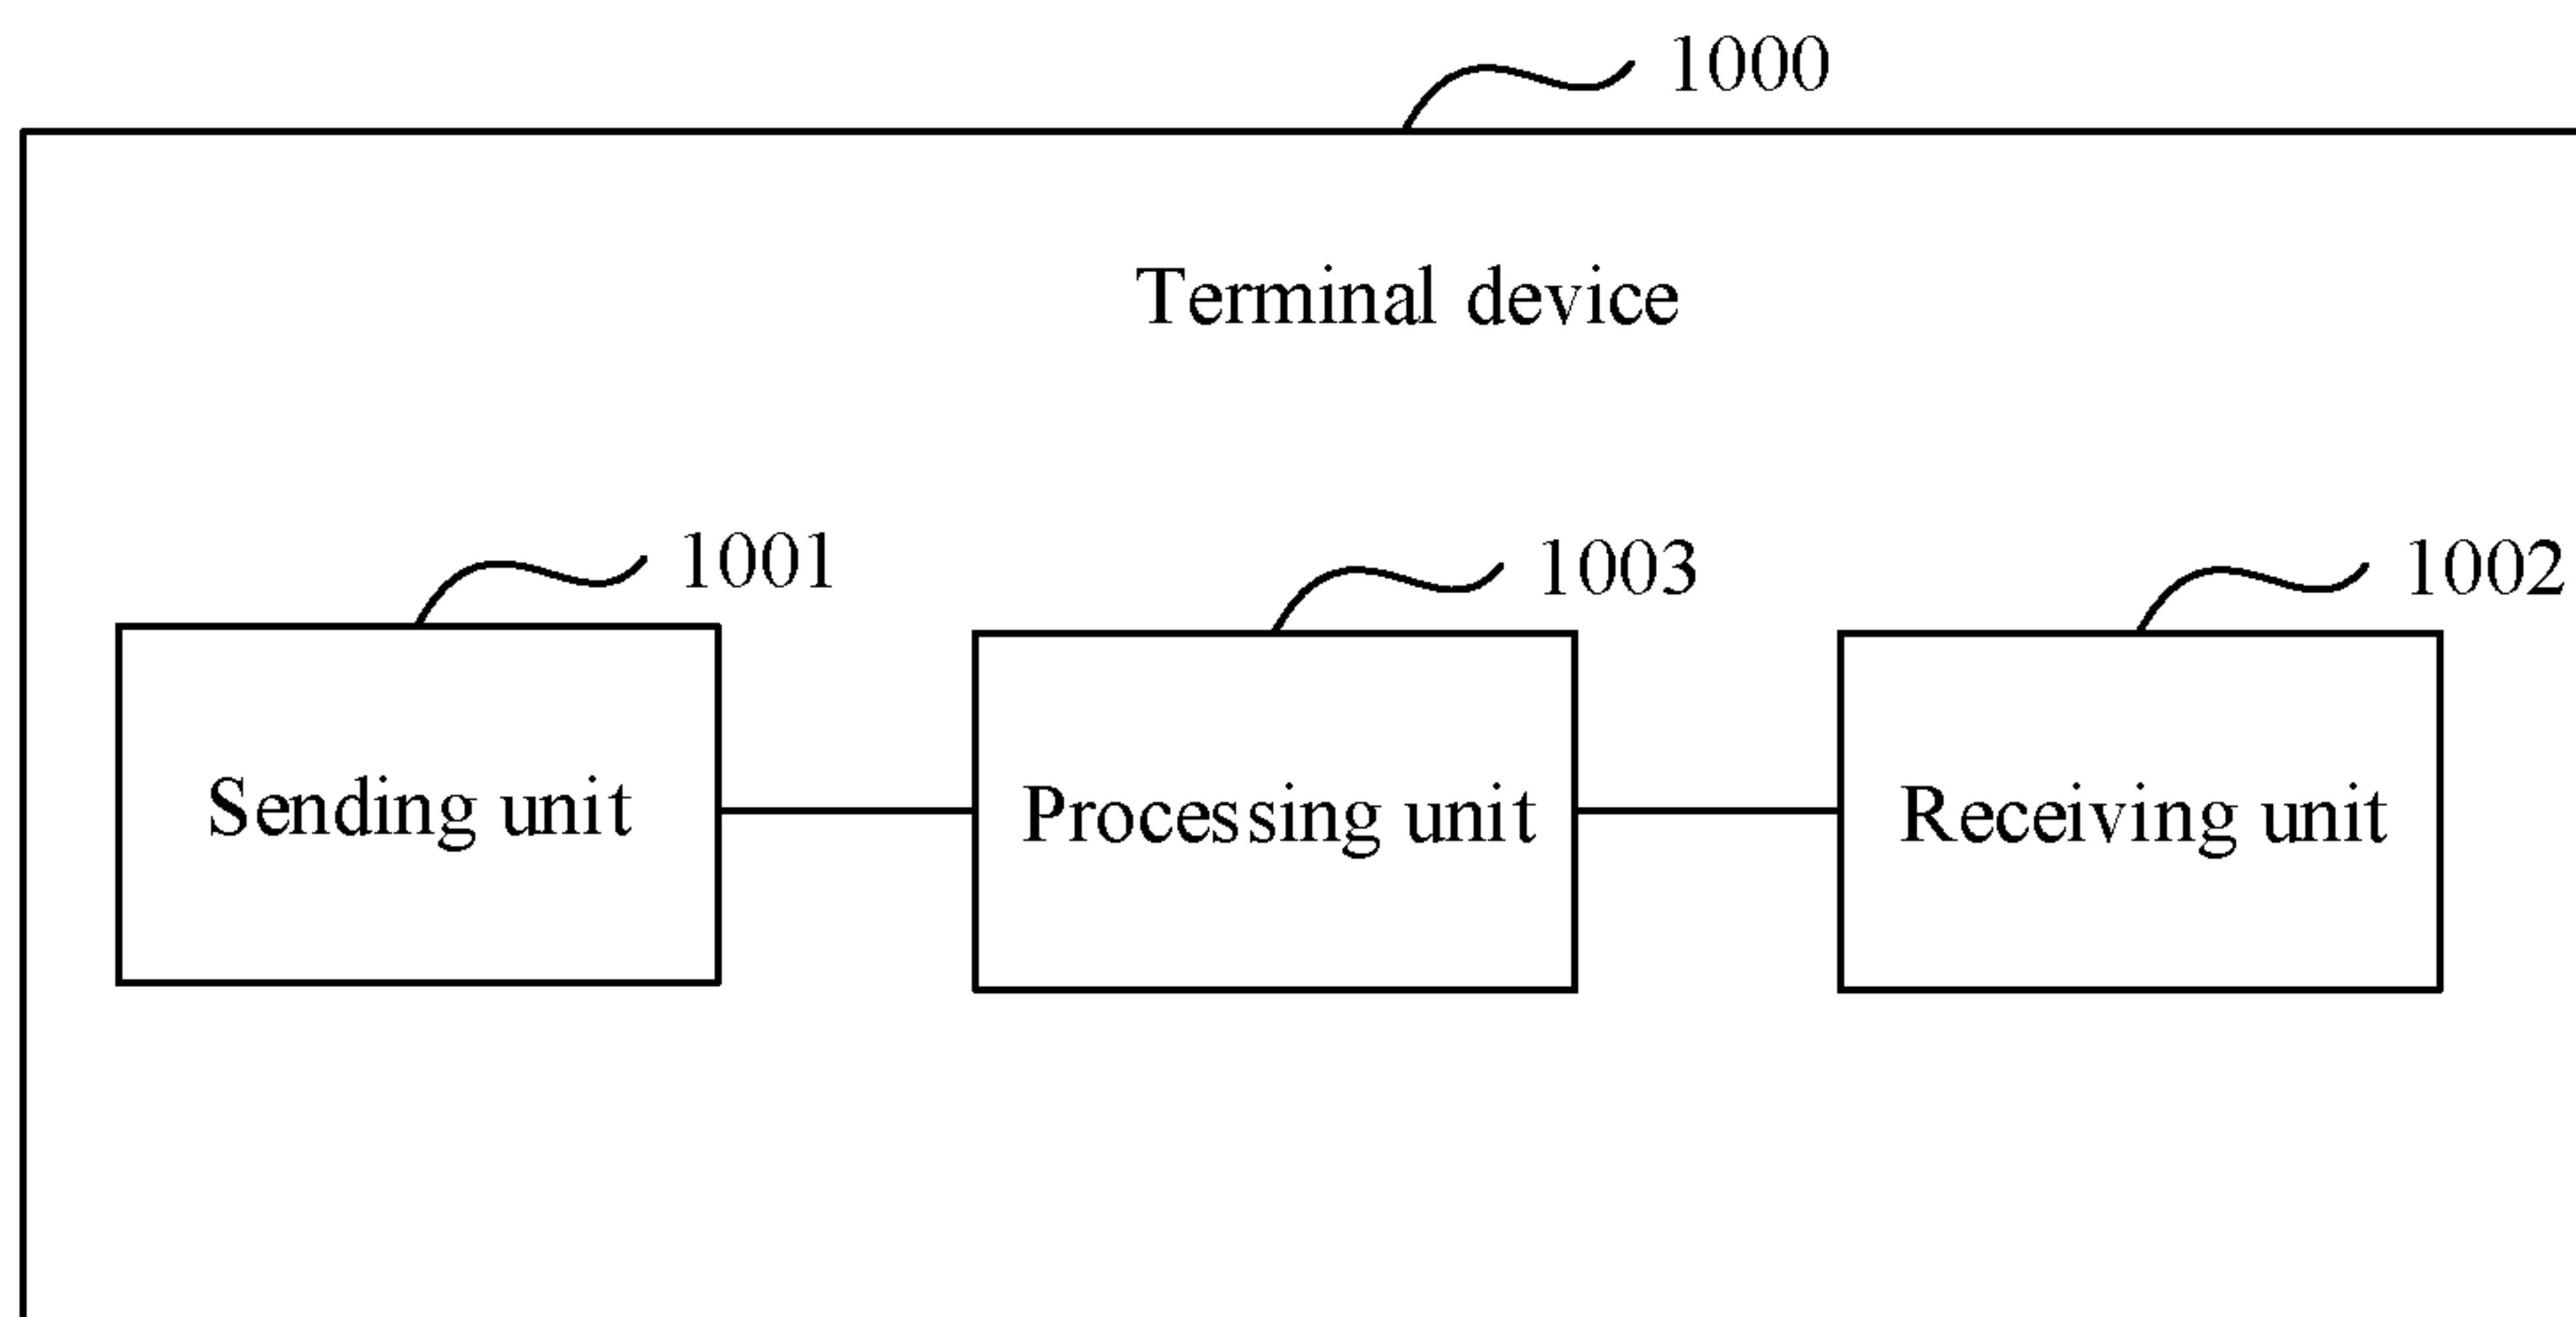 1000
Terminal device
1001
1003
1002
Sending unit
Processing unit
Receiving unit